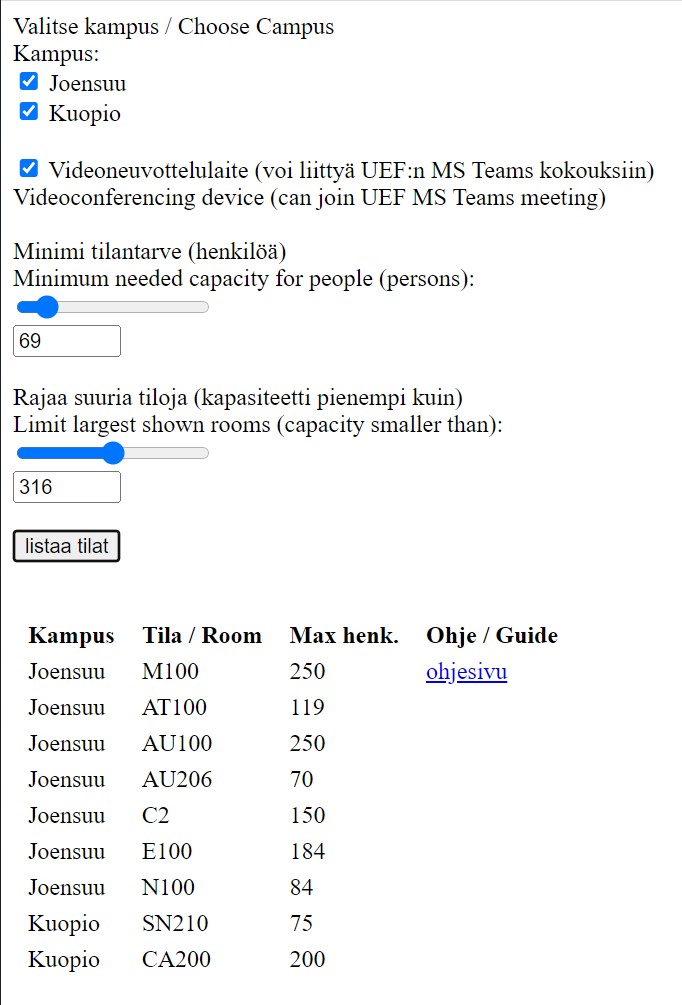 Valitse kampus / Choose Campus
Kampus:
Joensuu
Kuopio
Videoneuvottelulaite (voi liittyä UEF:n MS Teams kokouksiin)
Videoconferencing device (can join UEF MS Teams meeting)
Minimi tilantarve (henkilöä)
Minimum needed capacity for people (persons):
69
Rajaa suuria tiloja (kapasiteetti pienempi kuin)
Limit largest shown rooms (capacity smaller than):
316
listaa tilat
Kampus Tila / Room Max henk. Ohje / Guide
Joensuu M100 250 ohjesivu
Joensuu AT100 119
Joensuu AU100 250
Joensuu AU206 70
Joensuu C2 150
Joensuu E100 184
Joensuu N100 84
Kuopio SN210 75
Kuopio CA200 200